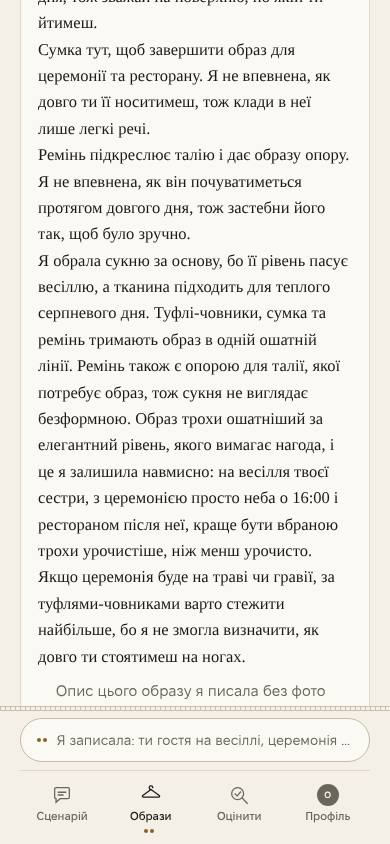 йтимеш.
Сумка тут, щоб завершити образ для
церемонії та ресторану. Я не впевнена, як
довго ти її носитимеш, тож клади в неї
лише легкі речі.
Ремінь підкреслює талію і дає образу опору.
Я не впевнена, як він почуватиметься
протягом довгого дня, тож застебни його
так, щоб було зручно.
Я обрала сукню за основу, бо її рівень пасує
весіллю, а тканина підходить для теплого
серпневого дня. Туфлі-човники, сумка та
ремінь тримають образ в одній ошатній
лінії. Ремінь також є опорою для талії, якої
потребує образ, тож сукня не виглядає
безформною. Образ трохи ошатніший за
елегантний рівень, якого вимагає нагода, і
це я залишила навмисно: на весілля твоєї
сестри, з церемонією просто неба о 16:00 і
рестораном після неї, краще бути вбраною
трохи урочистіше, ніж менш урочисто.
Якщо церемонія буде на траві чи гравії, за
туфлями-човниками варто стежити
найбільше, бо я не змогла визначити, як
довго ти стоятимеш на ногах.
Опис цього образу я писала без фото
Я записала: ти гостя на весіллі, церемонія ...
Сценарій
Образи
Оцінити
О
Профіль